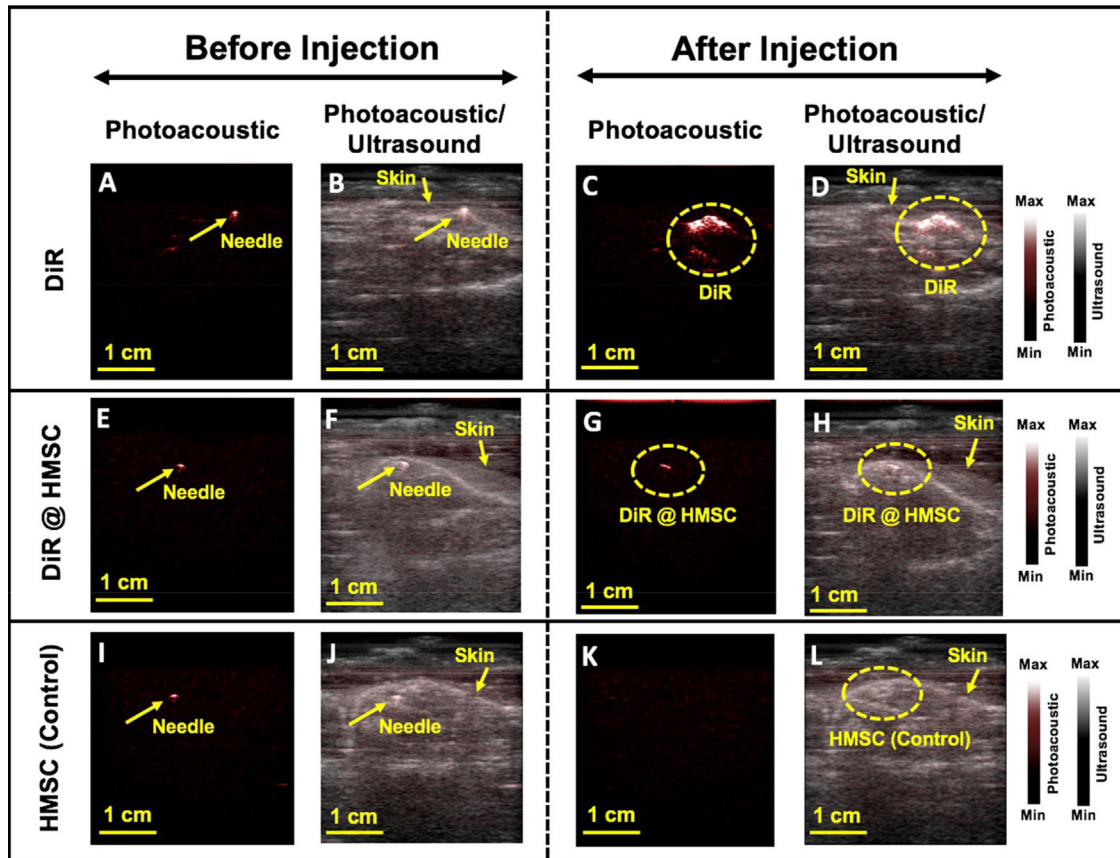 Before Injection
After Injection
Photoacoustic
Photoacoustic/
Ultrasound
Photoacoustic
Photoacoustic/
Ultrasound
DiR
A
Needle
1 cm
B
Skin
Needle
1 cm
C
DiR
1 cm
D
Skin
DiR
1 cm
Max
Photoacoustic
Min
Max
Ultrasound
Min
DiR @ HMSC
E
Needle
1 cm
F
Skin
Needle
1 cm
G
DiR @ HMSC
1 cm
H
Skin
DiR @ HMSC
1 cm
Max
Photoacoustic
Min
Max
Ultrasound
Min
HMSC (Control)
I
Needle
1 cm
J
Skin
Needle
1 cm
K
1 cm
L
Skin
HMSC (Control)
1 cm
Max
Photoacoustic
Min
Max
Ultrasound
Min